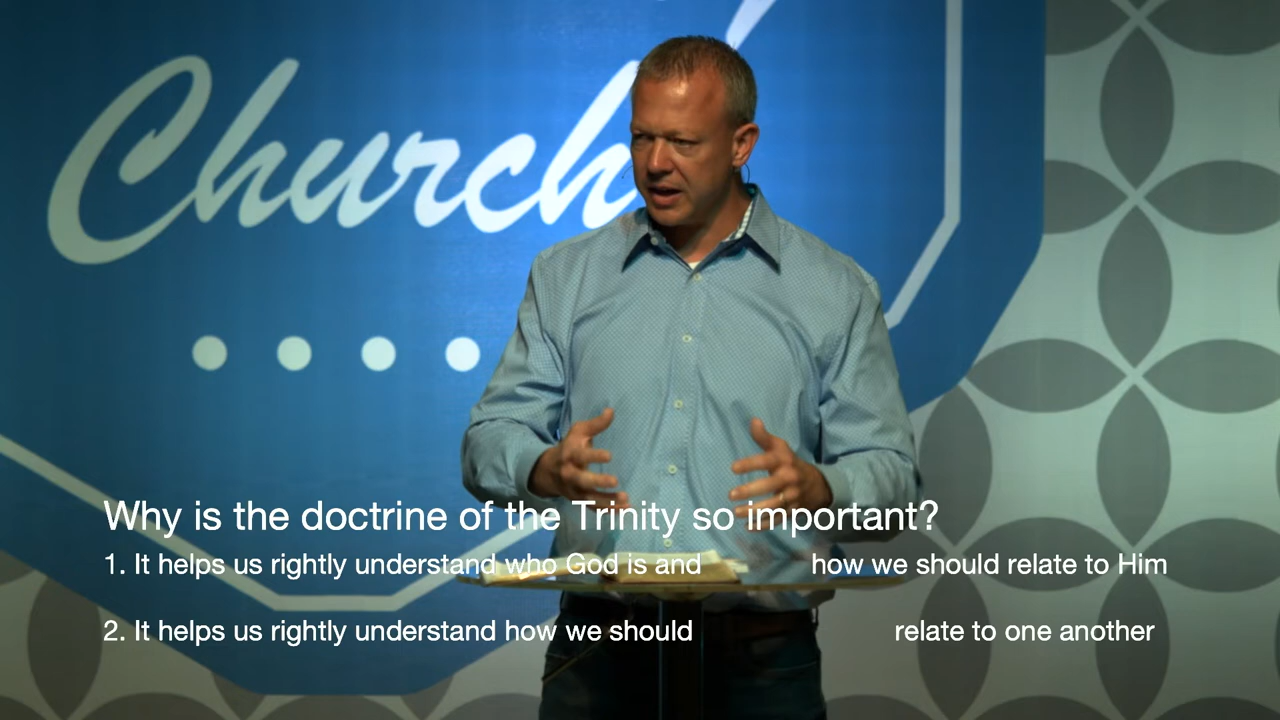 Church
Why is the doctrine of the Trinity so important?
1. It helps us rightly understand who God is and how we should relate to Him
2. It helps us rightly understand how we should relate to one another